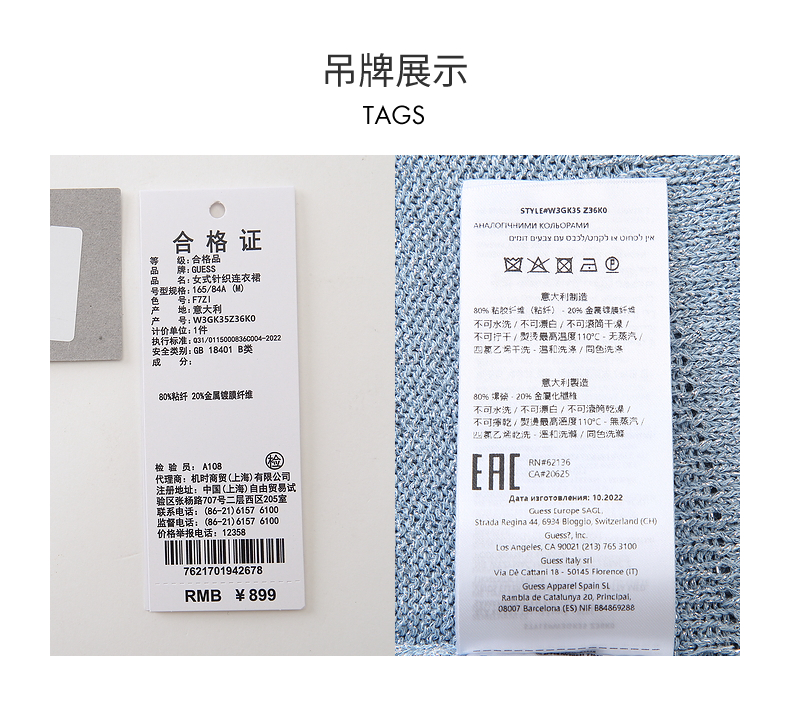 吊牌展示
TAGS
合格证
等 级:合格品
品 牌:GUESS
品 名:女式针织连衣裙
号型规格:165/84A (M)
色 号:F7ZI
产 地:意大利
产 号:W3GK35Z36K0
计价单位:1件
执行标准:Q31/0115000836C004-2022
安全类别:GB 18401 B类
成 分:
80%粘纤 20%金属镀膜纤维
检 验 员: A108 检
代理商: 机时商贸(上海)有限公司
注册地址: 中国(上海)自由贸易试
验区张杨路707号二层西区205室
联系电话: (86-21)6157 6100
监督电话: (86-21)6157 6100
价格举报电话: 12358
7621701942678
RMB ￥899
STYLE#W3GK35 Z36K0
АНАЛОГІЧНИМИ КОЛЬОРАМИ
אין לסחוט או לקמט/לכבס עם צבעים דומים
P
意大利制造
80% 粘胶纤维（粘纤） - 20% 金属镀膜纤维
不可水洗 / 不可漂白 / 不可滚筒干燥 /
不可拧干 / 熨烫最高温度110°C - 无蒸汽 /
四氯乙烯干洗 - 温和洗涤 / 同色洗涤
意大利製造
80% 嫘縈 - 20% 金屬化纖維
不可水洗 / 不可漂白 / 不可滾筒乾燥 /
不可擰乾 / 熨燙最高溫度110°C - 無蒸汽 /
四氯乙烯乾洗 - 溫和洗滌 / 同色洗滌
EAC
RN#62136
CA#20625
Дата изготовления: 10.2022
Guess Europe SAGL,
Strada Regina 44, 6934 Bioggio, Switzerland (CH)
Guess?, Inc.
Los Angeles, CA 90021 (213) 765 3100
Guess Italy srl
Via Dè Cattani 18 - 50145 Florence (IT)
Guess Apparel Spain SL
Rambla de Catalunya 20, Principal,
08007 Barcelona (ES) NIF B84869288